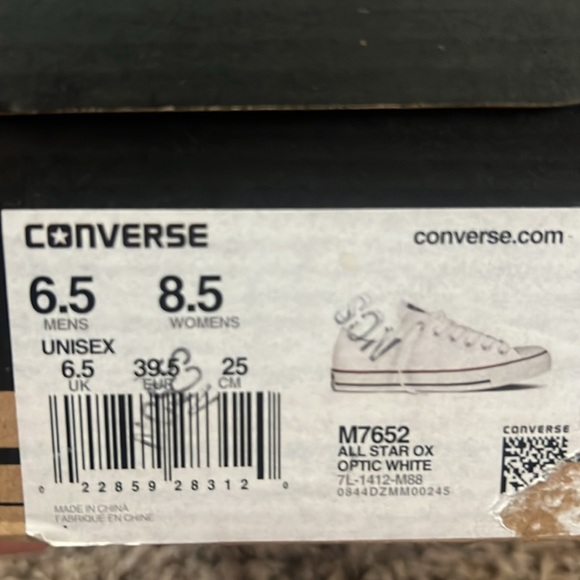 CONVERSE
converse.com
6.5 8.5
MENS WOMENS
UNISEX
6.5 39.5 25
UK EUR CM
0 22859 28312 0
MADE IN CHINA
FABRIQUE EN CHINE
M7652
ALL STAR OX
OPTIC WHITE
7L-1412-M88
0844DZMM00245
CONVERSE